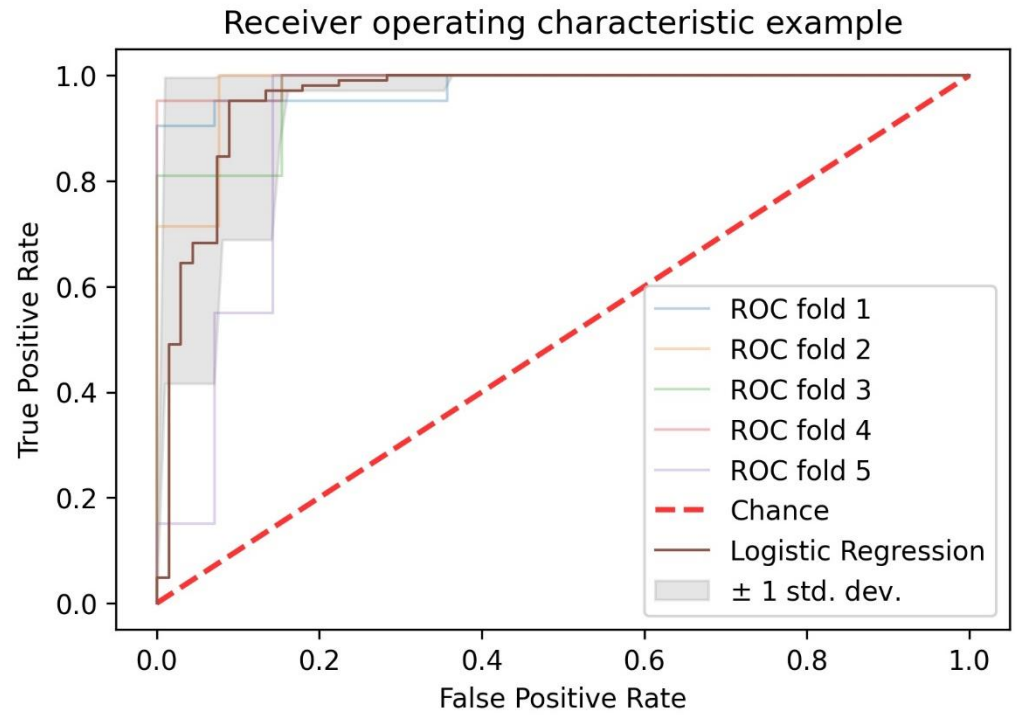 Receiver operating characteristic example
True Positive Rate
1.0
0.8
0.6
0.4
0.2
0.0
ROC fold 1
ROC fold 2
ROC fold 3
ROC fold 4
ROC fold 5
Chance
Logistic Regression
± 1 std. dev.
0.0 0.2 0.4 0.6 0.8 1.0
False Positive Rate